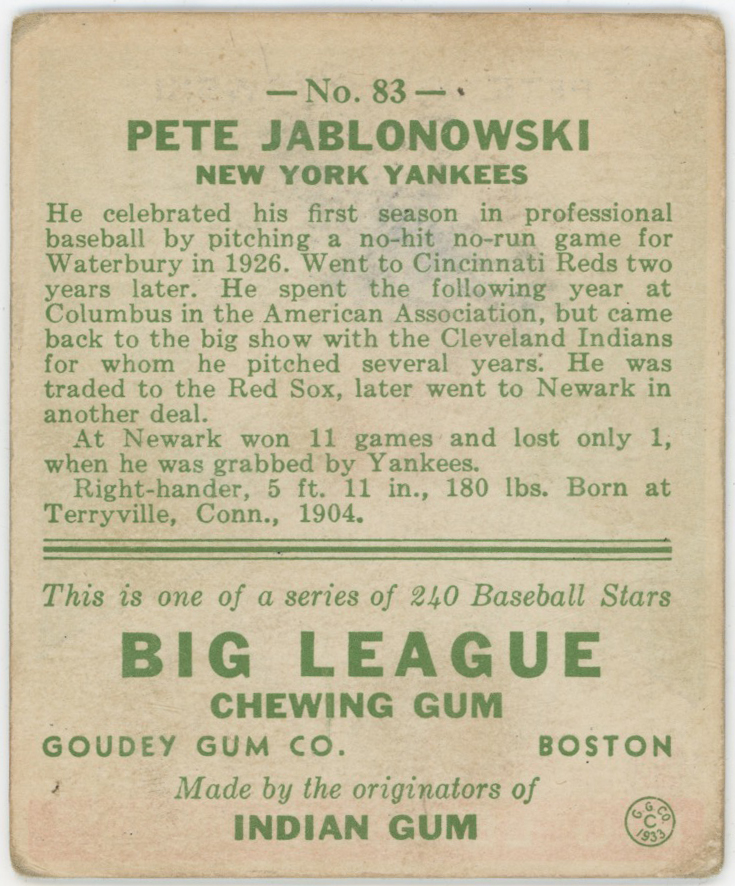 — No. 83 —
PETE JABLONOWSKI
NEW YORK YANKEES
He celebrated his first season in professional
baseball by pitching a no-hit no-run game for
Waterbury in 1926. Went to Cincinnati Reds two
years later. He spent the following year at
Columbus in the American Association, but came
back to the big show with the Cleveland Indians
for whom he pitched several years. He was
traded to the Red Sox, later went to Newark in
another deal.
At Newark won 11 games and lost only 1,
when he was grabbed by Yankees.
Right-hander, 5 ft. 11 in., 180 lbs. Born at
Terryville, Conn., 1904.
This is one of a series of 240 Baseball Stars
BIG LEAGUE
CHEWING GUM
GOUDEY GUM CO. BOSTON
Made by the originators of
INDIAN GUM
G. G. CO.
C
1933